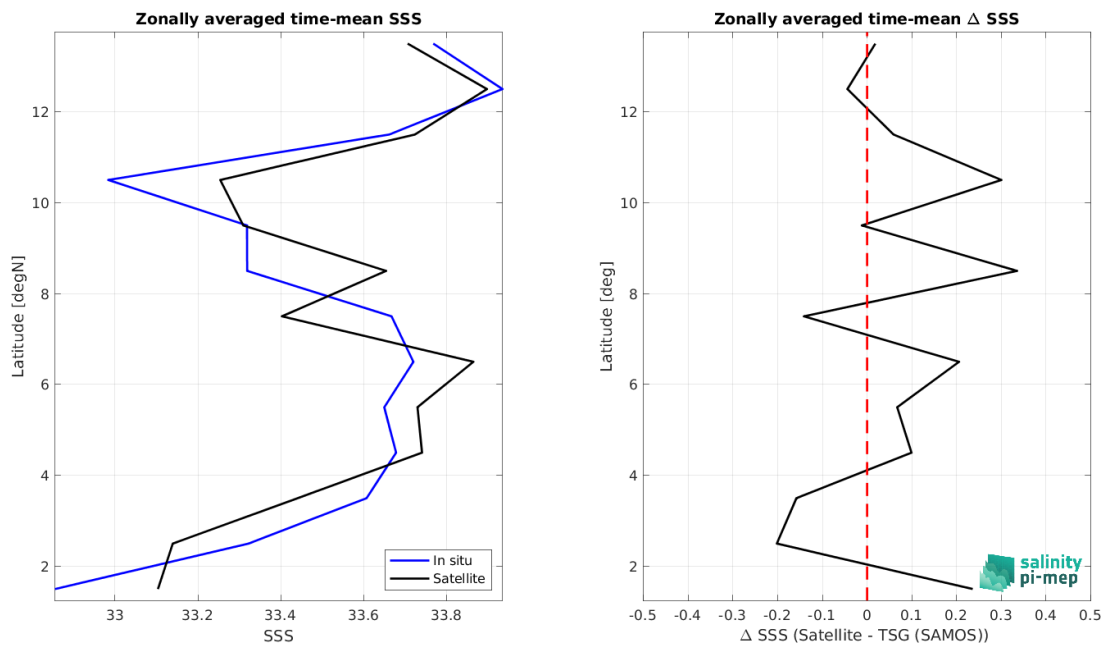 Zonally averaged time-mean SSS
12
10
8
6
4
2
Latitude [degN]
33
33.2
33.4
33.6
33.8
SSS
In situ
Satellite
Zonally averaged time-mean Δ SSS
12
10
8
6
4
2
Latitude [deg]
-0.5
-0.4
-0.3
-0.2
-0.1
0
0.1
0.2
0.3
0.4
0.5
Δ SSS (Satellite - TSG (SAMOS))
salinity
pi-mep